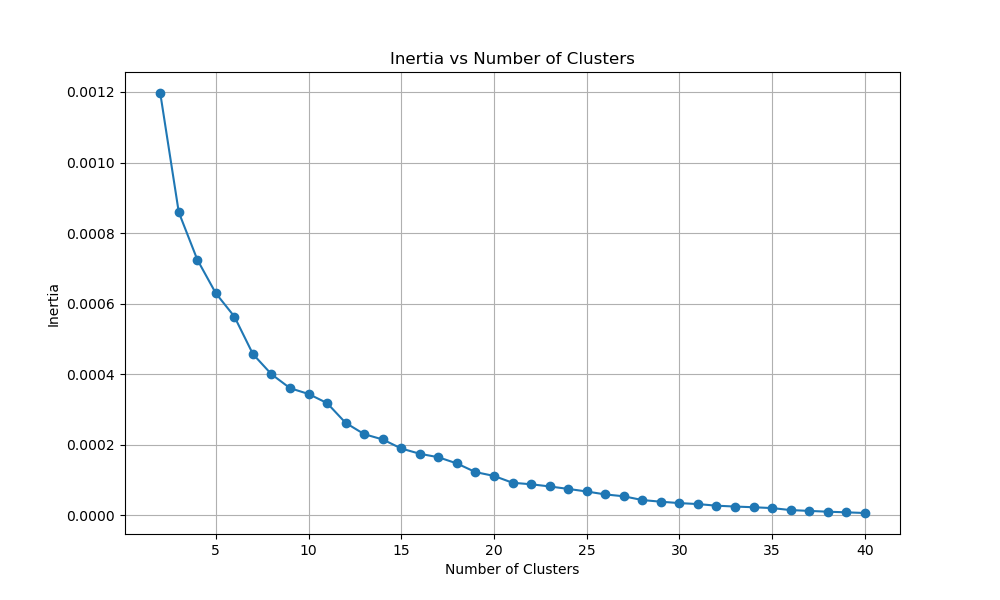 Inertia vs Number of Clusters
0.0012
0.0010
0.0008
0.0006
0.0004
0.0002
0.0000
Inertia
5 10 15 20 25 30 35 40
Number of Clusters